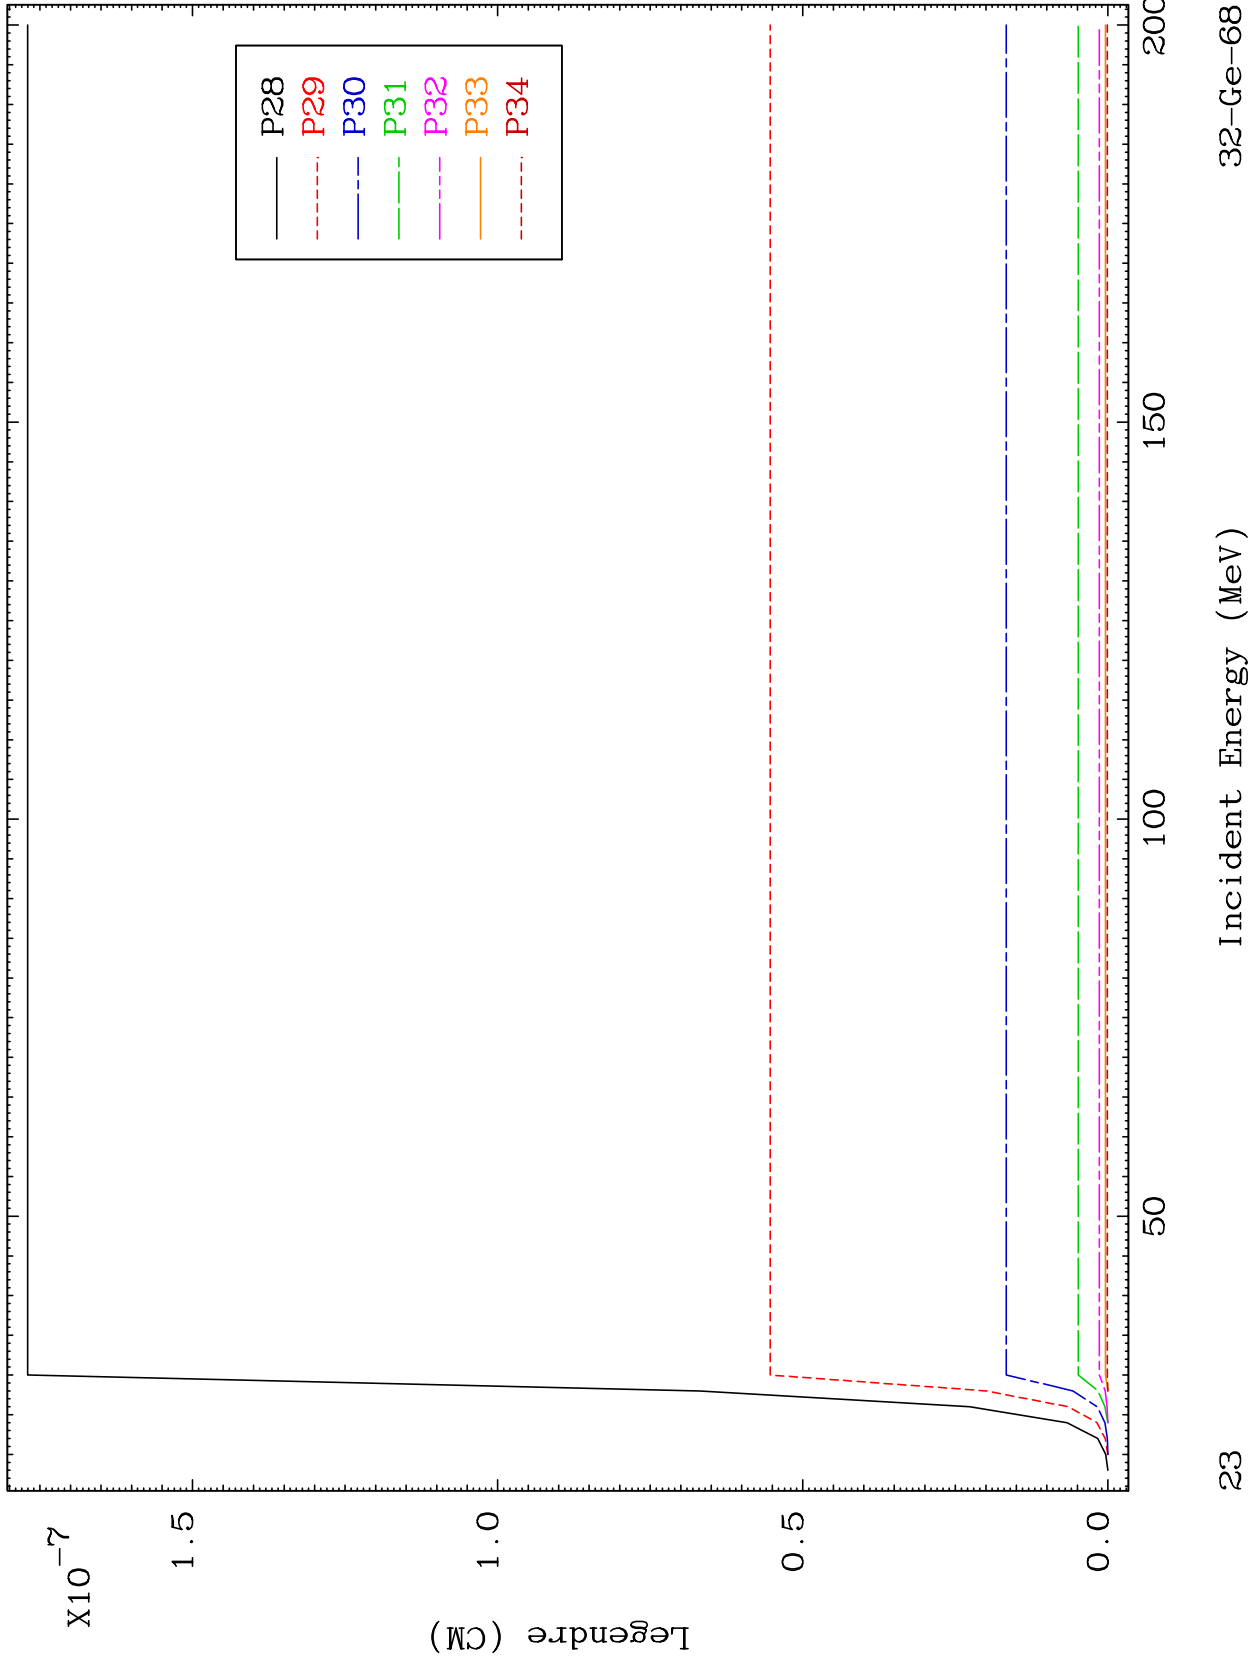 X10-7
1.5
1.0
0.5
0.0
Legendre (CM)
P28
P29
P30
P31
P32
P33
P34
50
100
150
200
23
Incident Energy (MeV)
32-Ge-68